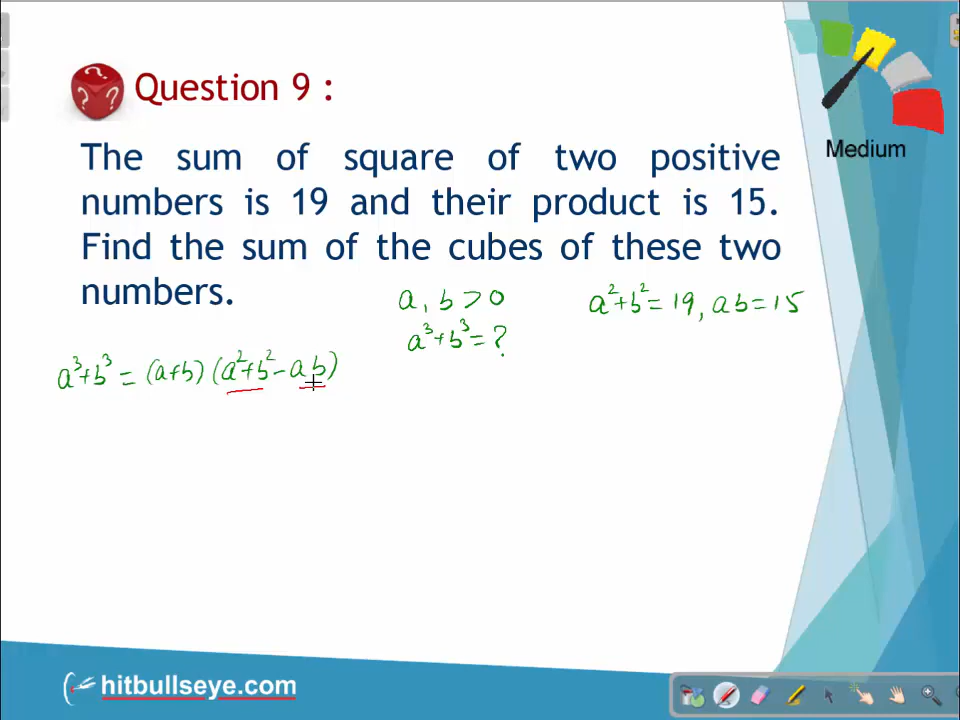 Question 9 :
Medium
The sum of square of two positive
numbers is 19 and their product is 15.
Find the sum of the cubes of these two
numbers.
a, b > 0
a² + b² = 19, ab = 15
a³ + b³ = ?
a³ + b³ = (a+b) (a² + b² - ab)
hitbullseye.com